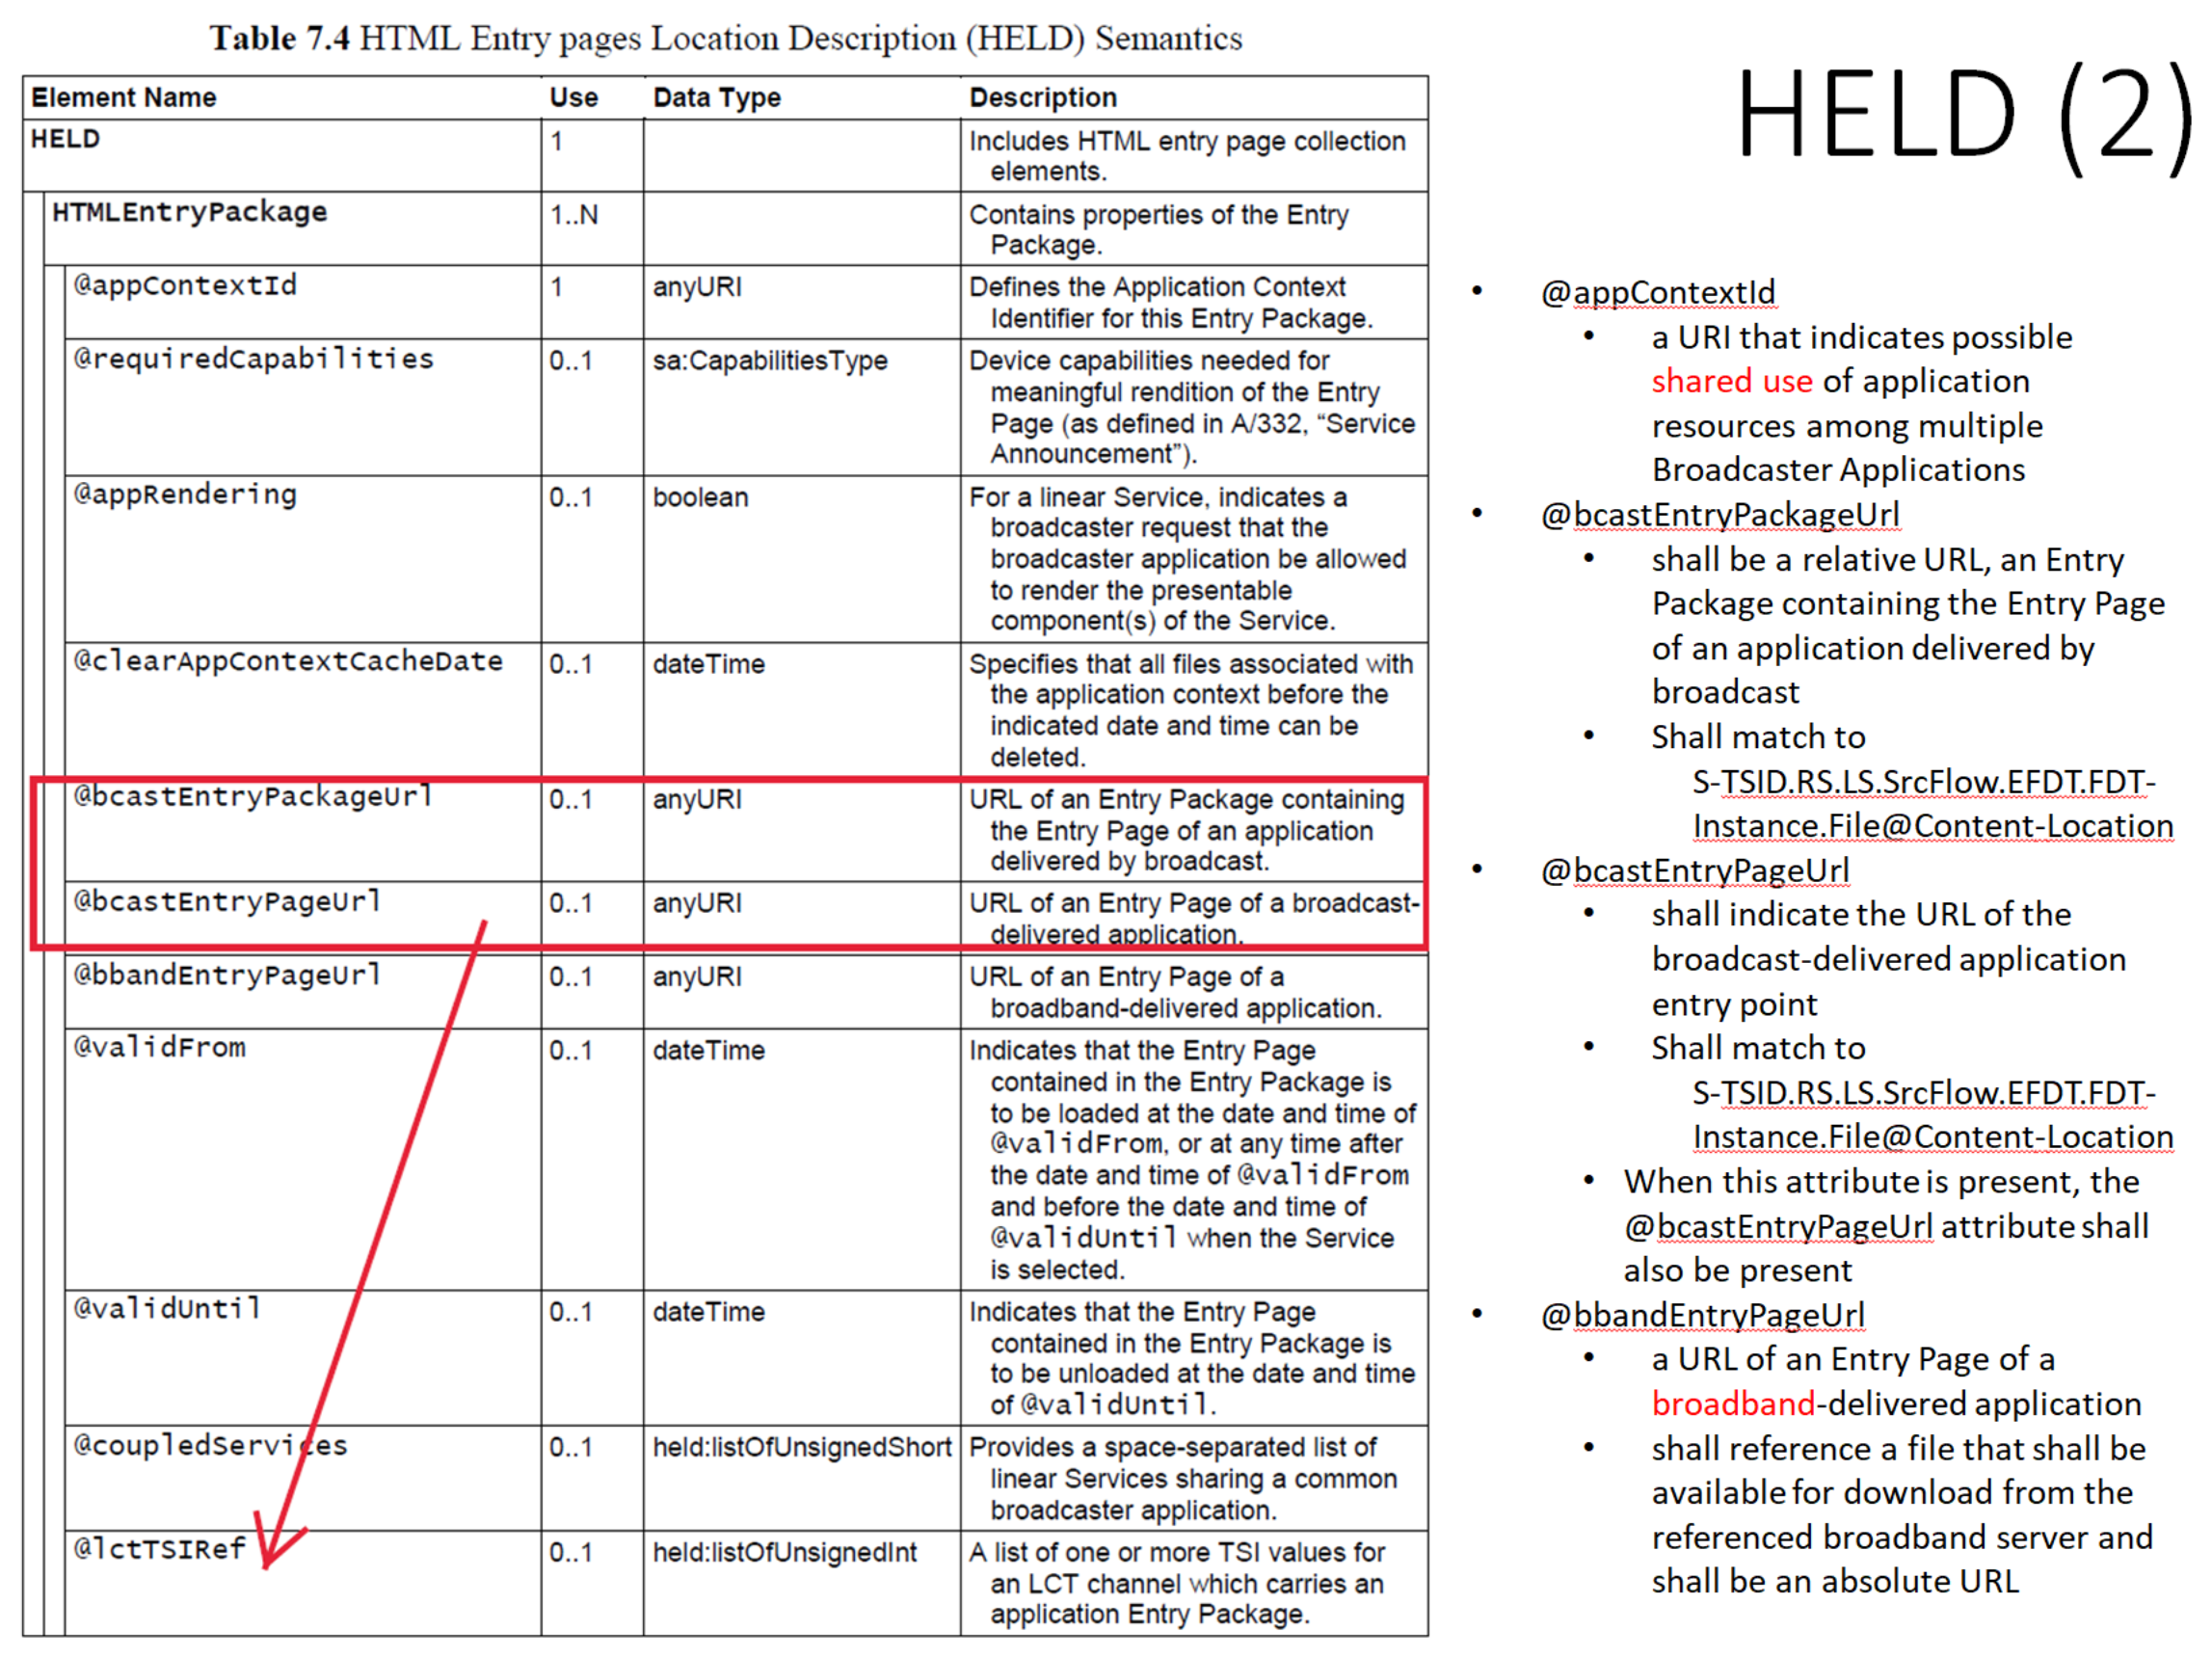 Table 7.4 HTML Entry pages Location Description (HELD) Semantics
HELD (2)
Element Name Use Data Type Description
HELD 1 Includes HTML entry page collection
elements.
HTMLEntryPackage 1..N Contains properties of the Entry
Package.
@appContextId 1 anyURI Defines the Application Context
Identifier for this Entry Package.
@requiredCapabilities 0..1 sa:CapabilitiesType Device capabilities needed for
meaningful rendition of the Entry
Page (as defined in A/332, “Service
Announcement”).
@appRendering 0..1 boolean For a linear Service, indicates a
broadcaster request that the
broadcaster application be allowed
to render the presentable
component(s) of the Service.
@clearAppContextCacheDate 0..1 dateTime Specifies that all files associated with
the application context before the
indicated date and time can be
deleted.
@bcastEntryPackageUrl 0..1 anyURI URL of an Entry Package containing
the Entry Page of an application
delivered by broadcast.
@bcastEntryPageUrl 0..1 anyURI URL of an Entry Page of a broadcast-
delivered application.
@bbandEntryPageUrl 0..1 anyURI URL of an Entry Page of a
broadband-delivered application.
@validFrom 0..1 dateTime Indicates that the Entry Page
contained in the Entry Package is
to be loaded at the date and time of
@validFrom, or at any time after
the date and time of @validFrom
and before the date and time of
@validUntil when the Service
is selected.
@validUntil 0..1 dateTime Indicates that the Entry Page
contained in the Entry Package is
to be unloaded at the date and time
of @validUntil.
@coupledServices 0..1 held:listOfUnsignedShort Provides a space-separated list of
linear Services sharing a common
broadcaster application.
@lctTSIRef 0..1 held:listOfUnsignedInt A list of one or more TSI values for
an LCT channel which carries an
application Entry Package.
• @appContextId
• a URI that indicates possible
shared use of application
resources among multiple
Broadcaster Applications
• @bcastEntryPackageUrl
• shall be a relative URL, an Entry
Package containing the Entry Page
of an application delivered by
broadcast
• Shall match to
S-TSID.RS.LS.SrcFlow.EFDT.FDT-
Instance.File@Content-Location
• @bcastEntryPageUrl
• shall indicate the URL of the
broadcast-delivered application
entry point
• Shall match to
S-TSID.RS.LS.SrcFlow.EFDT.FDT-
Instance.File@Content-Location
• When this attribute is present, the
@bcastEntryPageUrl attribute shall
also be present
• @bbandEntryPageUrl
• a URL of an Entry Page of a
broadband-delivered application
• shall reference a file that shall be
available for download from the
referenced broadband server and
shall be an absolute URL